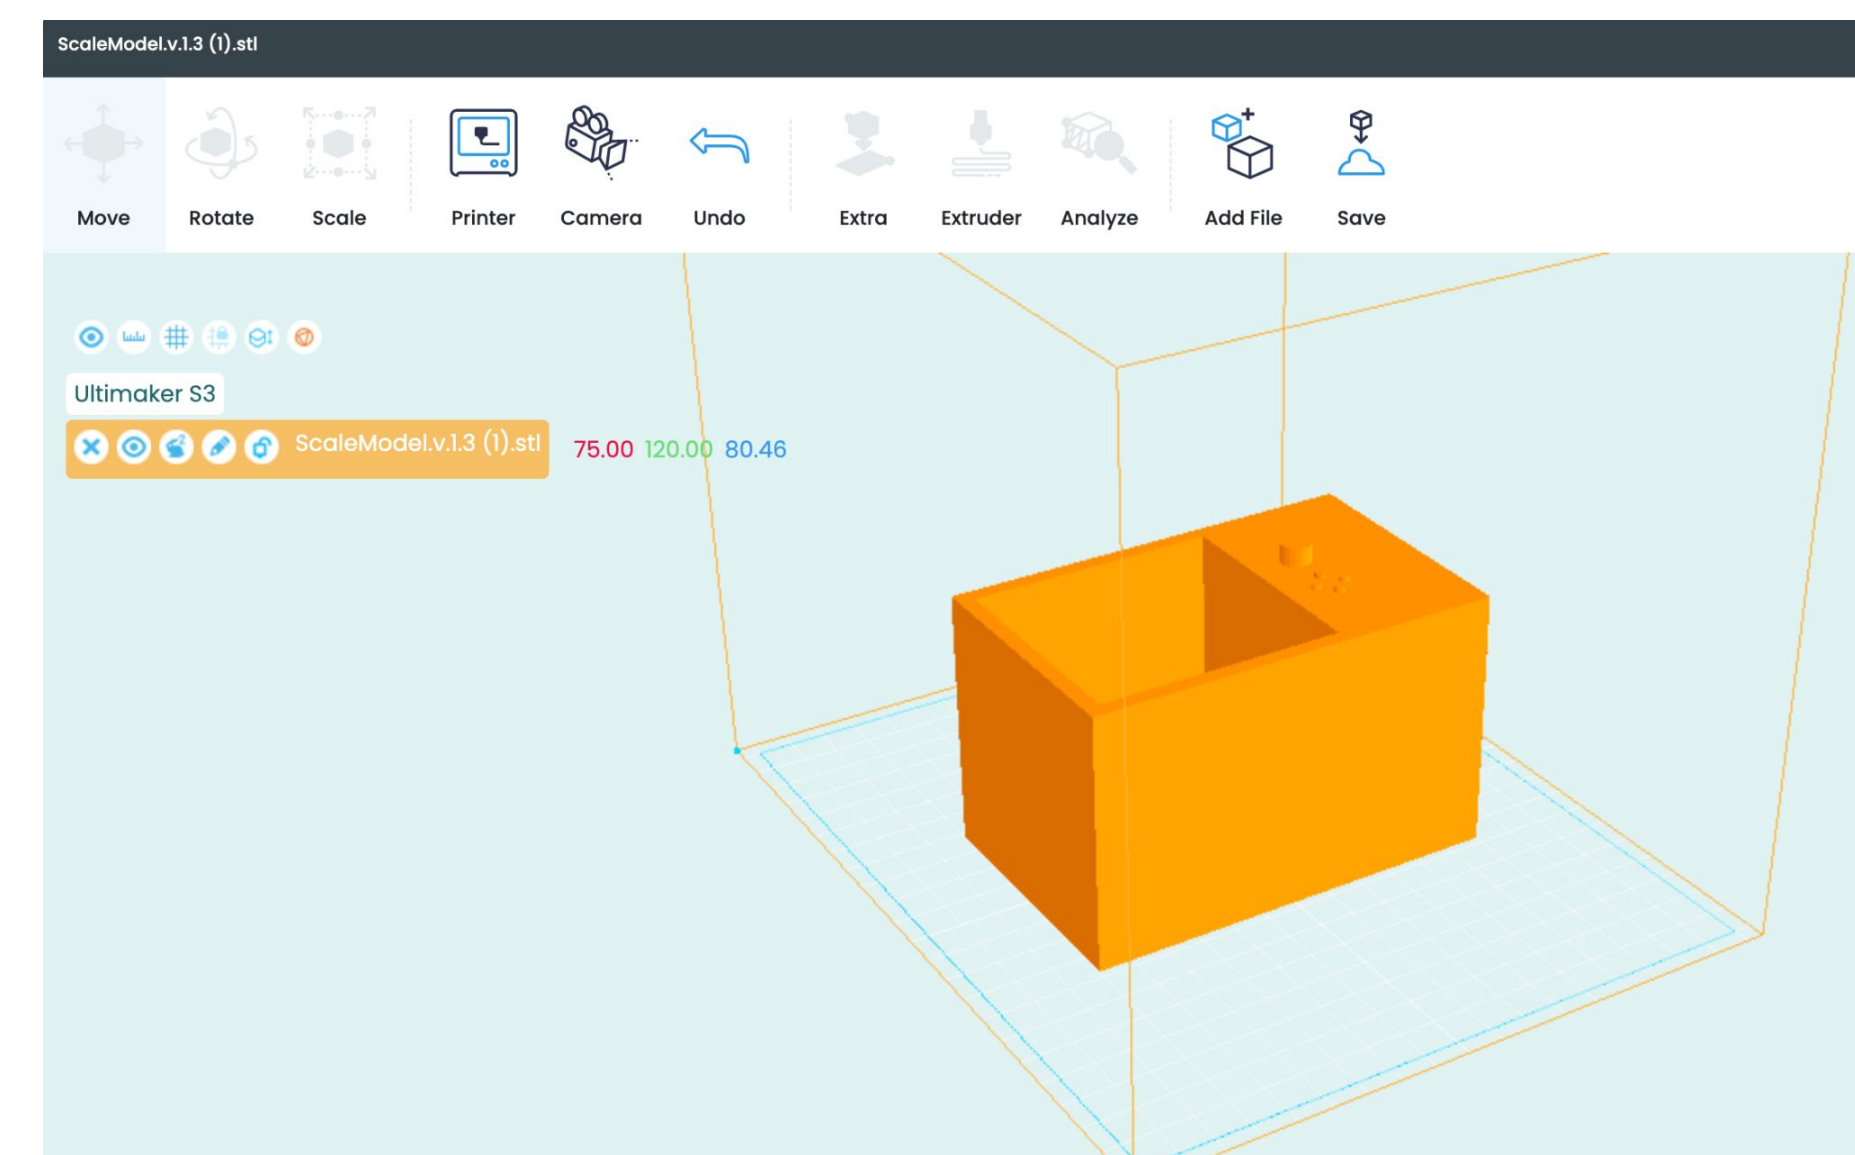 ScaleModel.v.1.3 (1).stl
Move Rotate Scale Printer Camera Undo Extra Extruder Analyze Add File Save
Ultimaker S3
ScaleModel.v.1.3 (1).stl 75.00 120.00 80.46